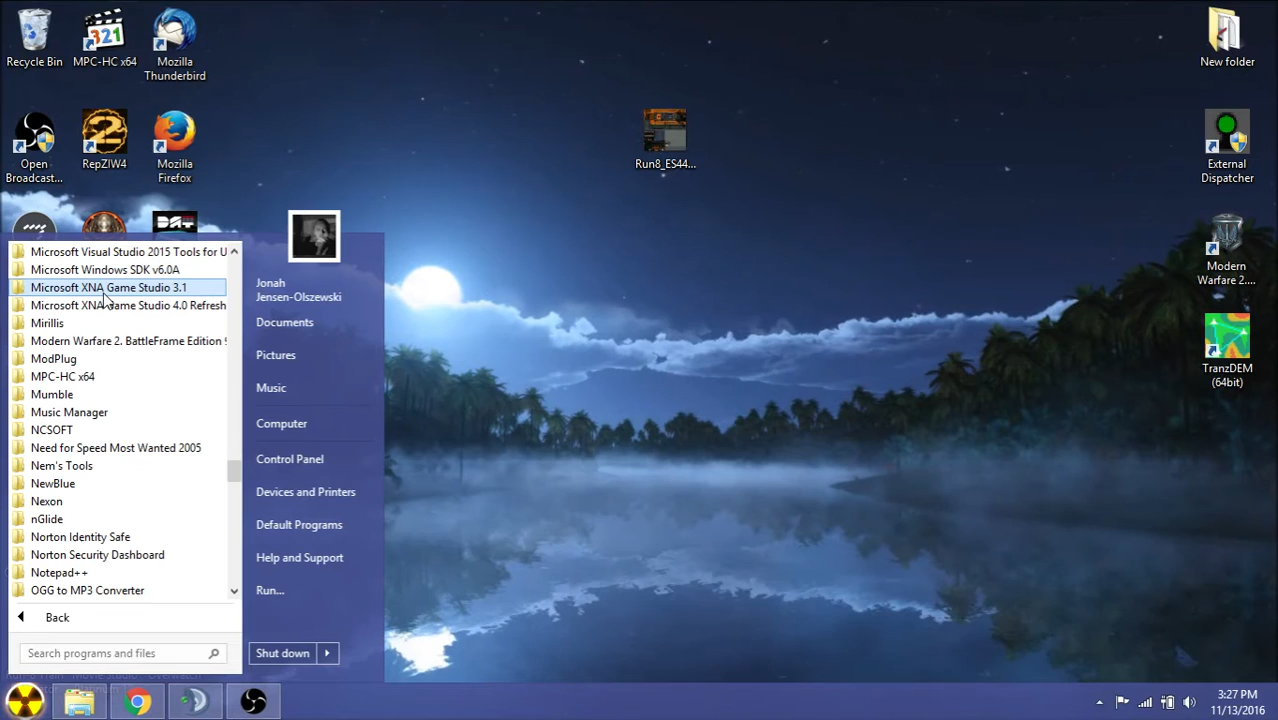 Recycle Bin
MPC-HC x64
Mozilla
Thunderbird
321
New folder
Open
Broadcast...
2
RepZIW4
Mozilla
Firefox
Run8_ES44...
External
Dispatcher
Modern
Warfare 2....
TranzDEM
(64bit)
Microsoft Visual Studio 2015 Tools for U
Microsoft Windows SDK v6.0A
Microsoft XNA Game Studio 3.1
Microsoft XNA Game Studio 4.0 Refresh
Mirillis
Modern Warfare 2. BattleFrame Edition
ModPlug
MPC-HC x64
Mumble
Music Manager
NCSOFT
Need for Speed Most Wanted 2005
Nem's Tools
NewBlue
Nexon
nGlide
Norton Identity Safe
Norton Security Dashboard
Notepad++
OGG to MP3 Converter
Back
Search programs and files
Jonah
Jensen-Olszewski
Documents
Pictures
Music
Computer
Control Panel
Devices and Printers
Default Programs
Help and Support
Run...
Shut down
3:27 PM
11/13/2016